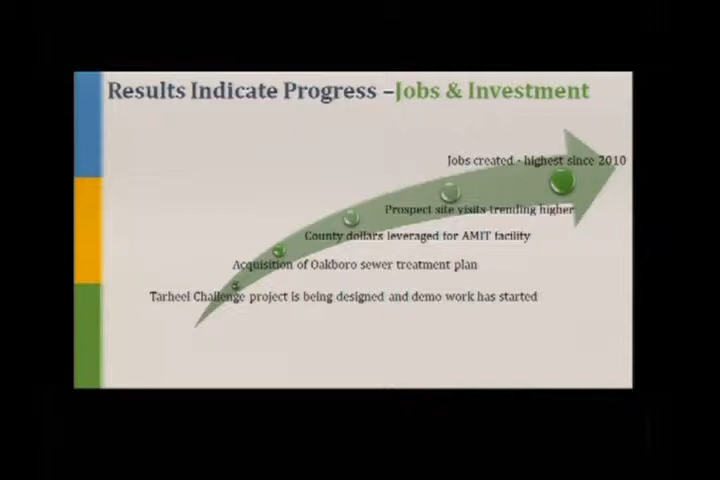 Results Indicate Progress –Jobs & Investment
Jobs created - highest since 2010
Prospect site visits trending higher
County dollars leveraged for AMIT facility
Acquisition of Oakboro sewer treatment plan
Tarheel Challenge project is being designed and demo work has started